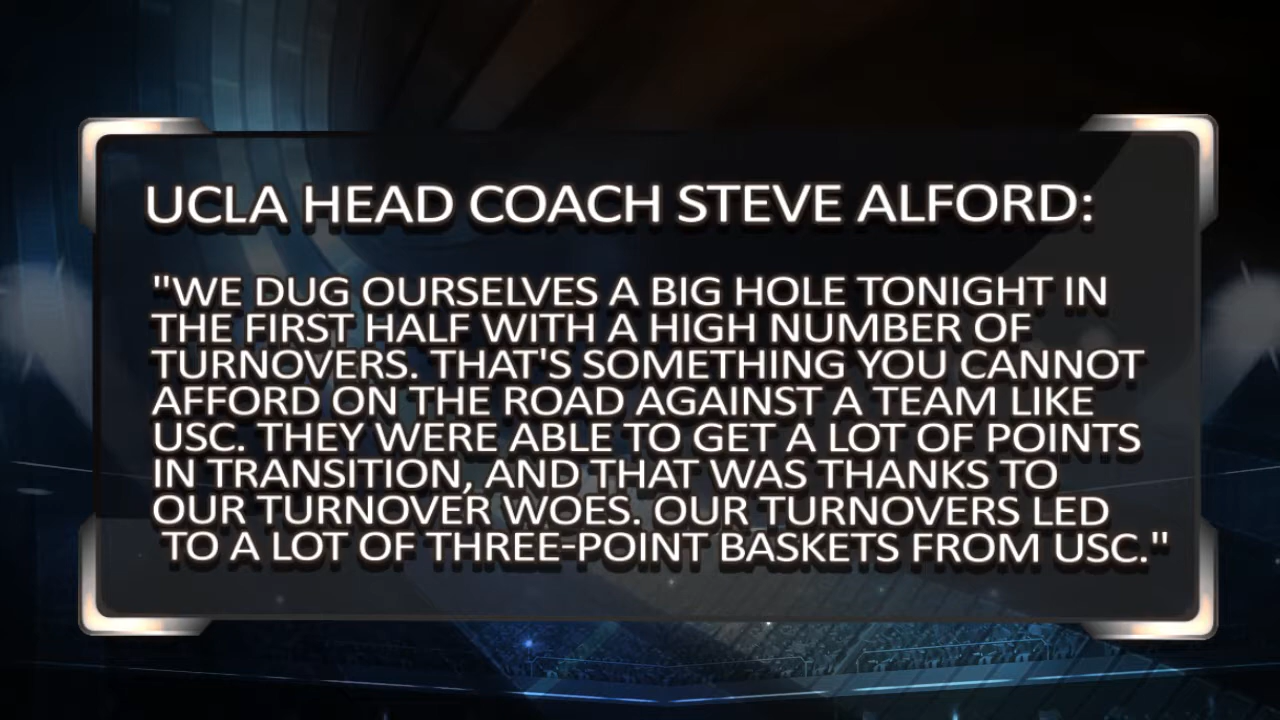 UCLA HEAD COACH STEVE ALFORD:
"WE DUG OURSELVES A BIG HOLE TONIGHT IN
THE FIRST HALF WITH A HIGH NUMBER OF
TURNOVERS. THAT'S SOMETHING YOU CANNOT
AFFORD ON THE ROAD AGAINST A TEAM LIKE
USC. THEY WERE ABLE TO GET A LOT OF POINTS
IN TRANSITION, AND THAT WAS THANKS TO
OUR TURNOVER WOES. OUR TURNOVERS LED
TO A LOT OF THREE-POINT BASKETS FROM USC."